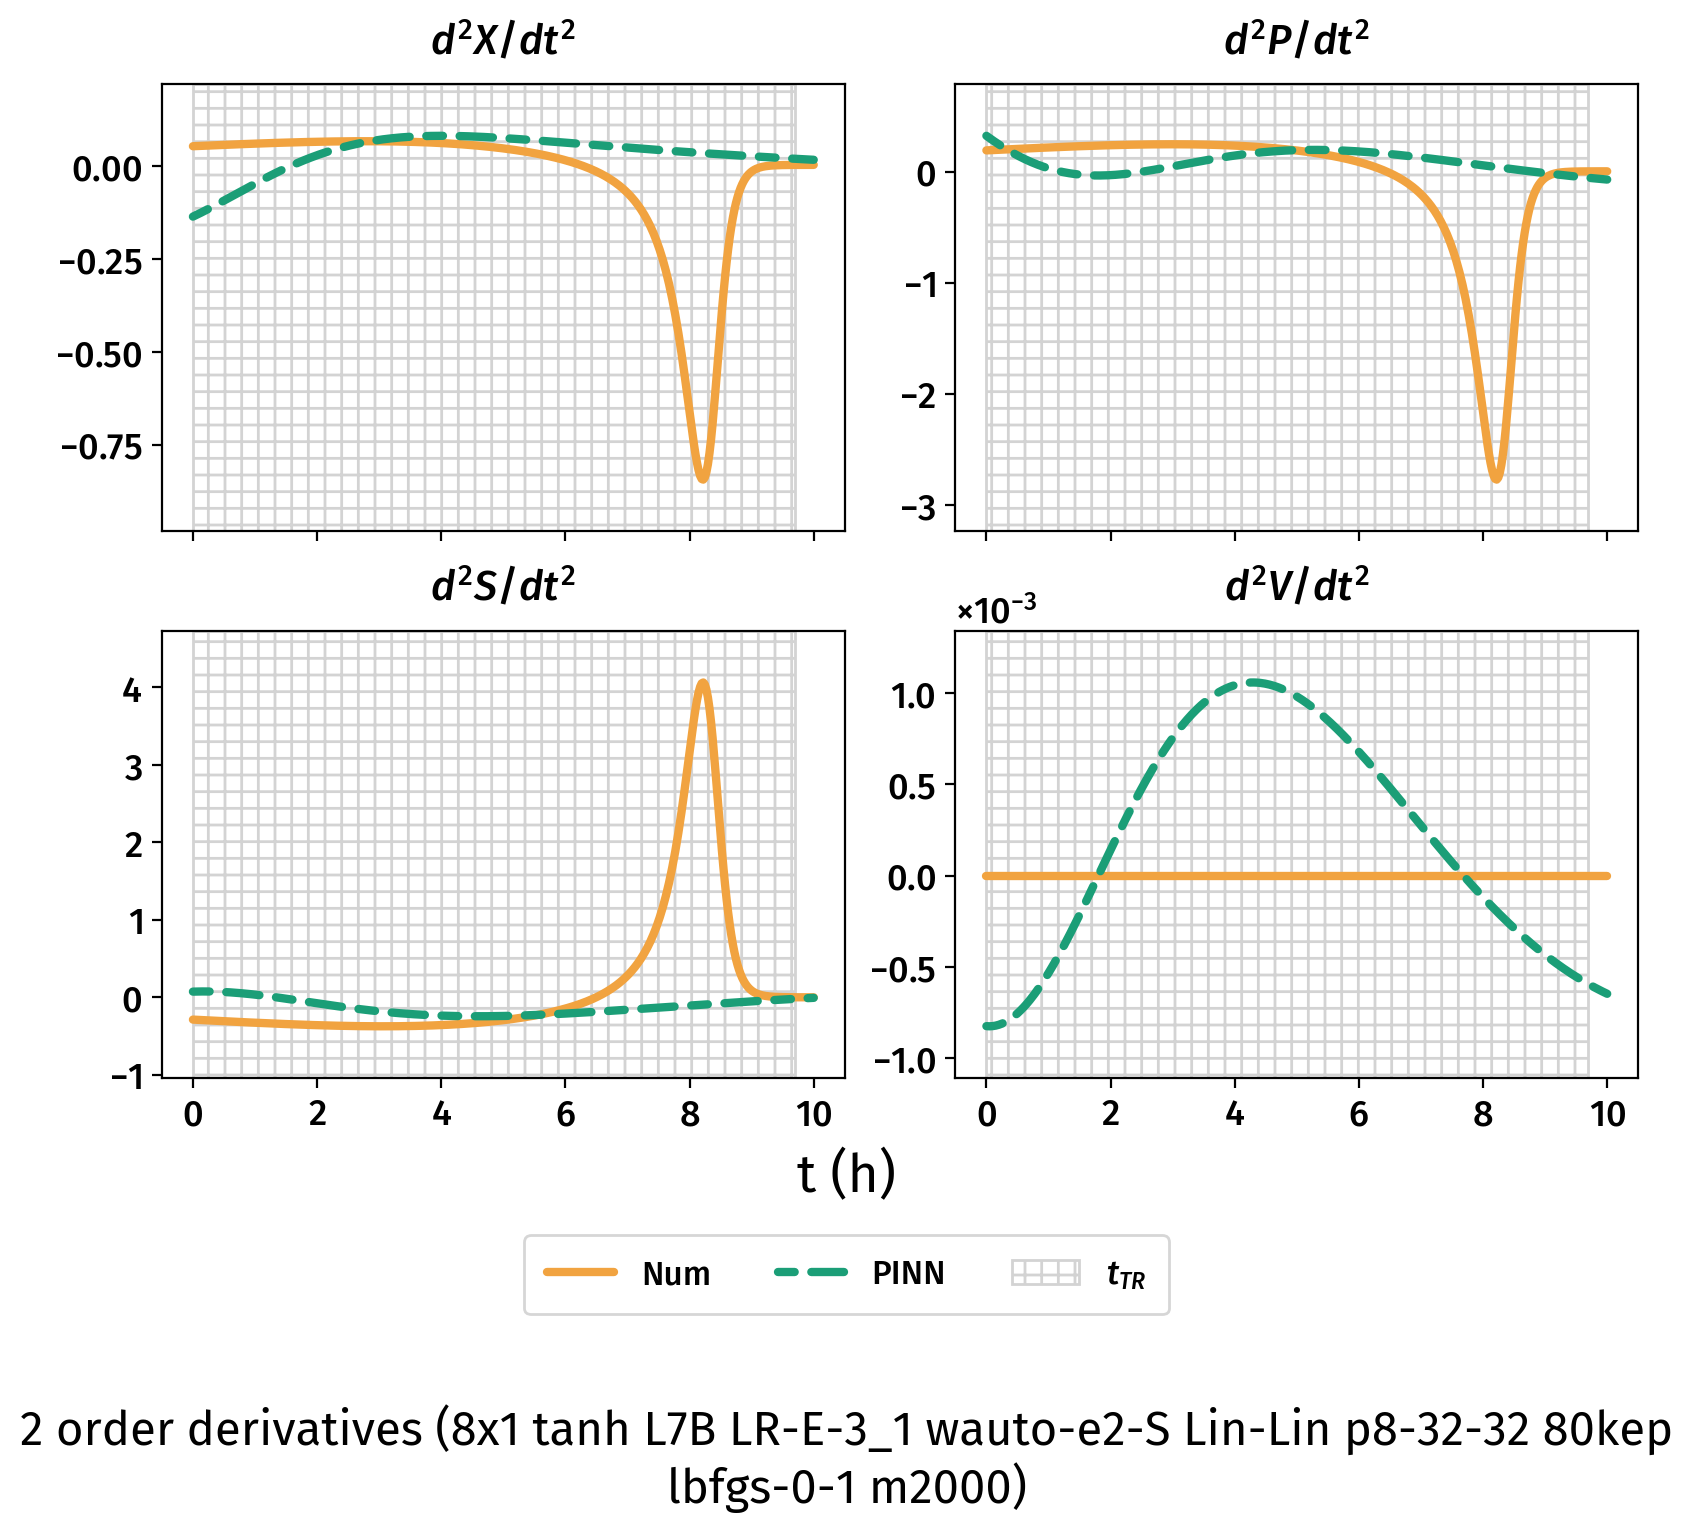 d²X/dt²
d²P/dt²
0.00
−0.25
−0.50
−0.75
0
−1
−2
−3
d²S/dt²
d²V/dt²
×10⁻³
4
3
2
1
0
−1
1.0
0.5
0.0
−0.5
−1.0
0 2 4 6 8 10
0 2 4 6 8 10
t (h)
Num PINN t_TR
2 order derivatives (8x1 tanh L7B LR-E-3_1 wauto-e2-S Lin-Lin p8-32-32 80kep
lbfgs-0-1 m2000)